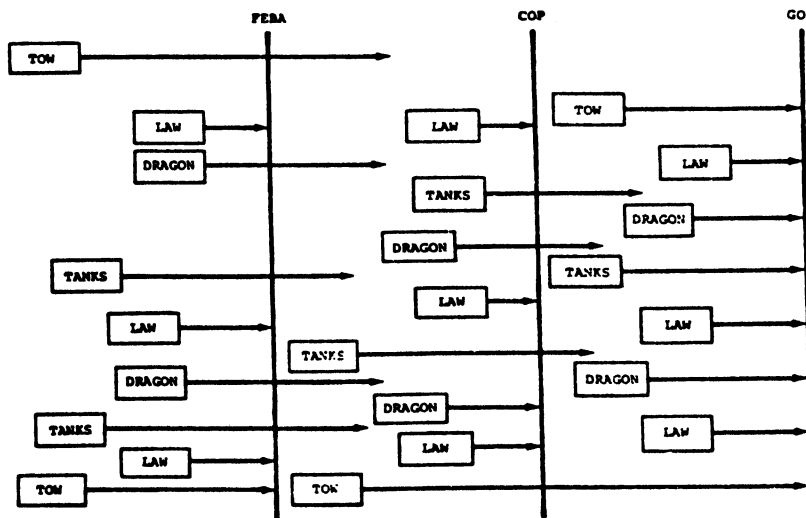 FEBA COP GO
TOW
TOW
LAW LAW
DRAGON LAW
TANKS
DRAGON
DRAGON
TANKS TANKS
LAW
LAW LAW
TANKS
DRAGON DRAGON
DRAGON
TANKS LAW
LAW
LAW
TOW TOW